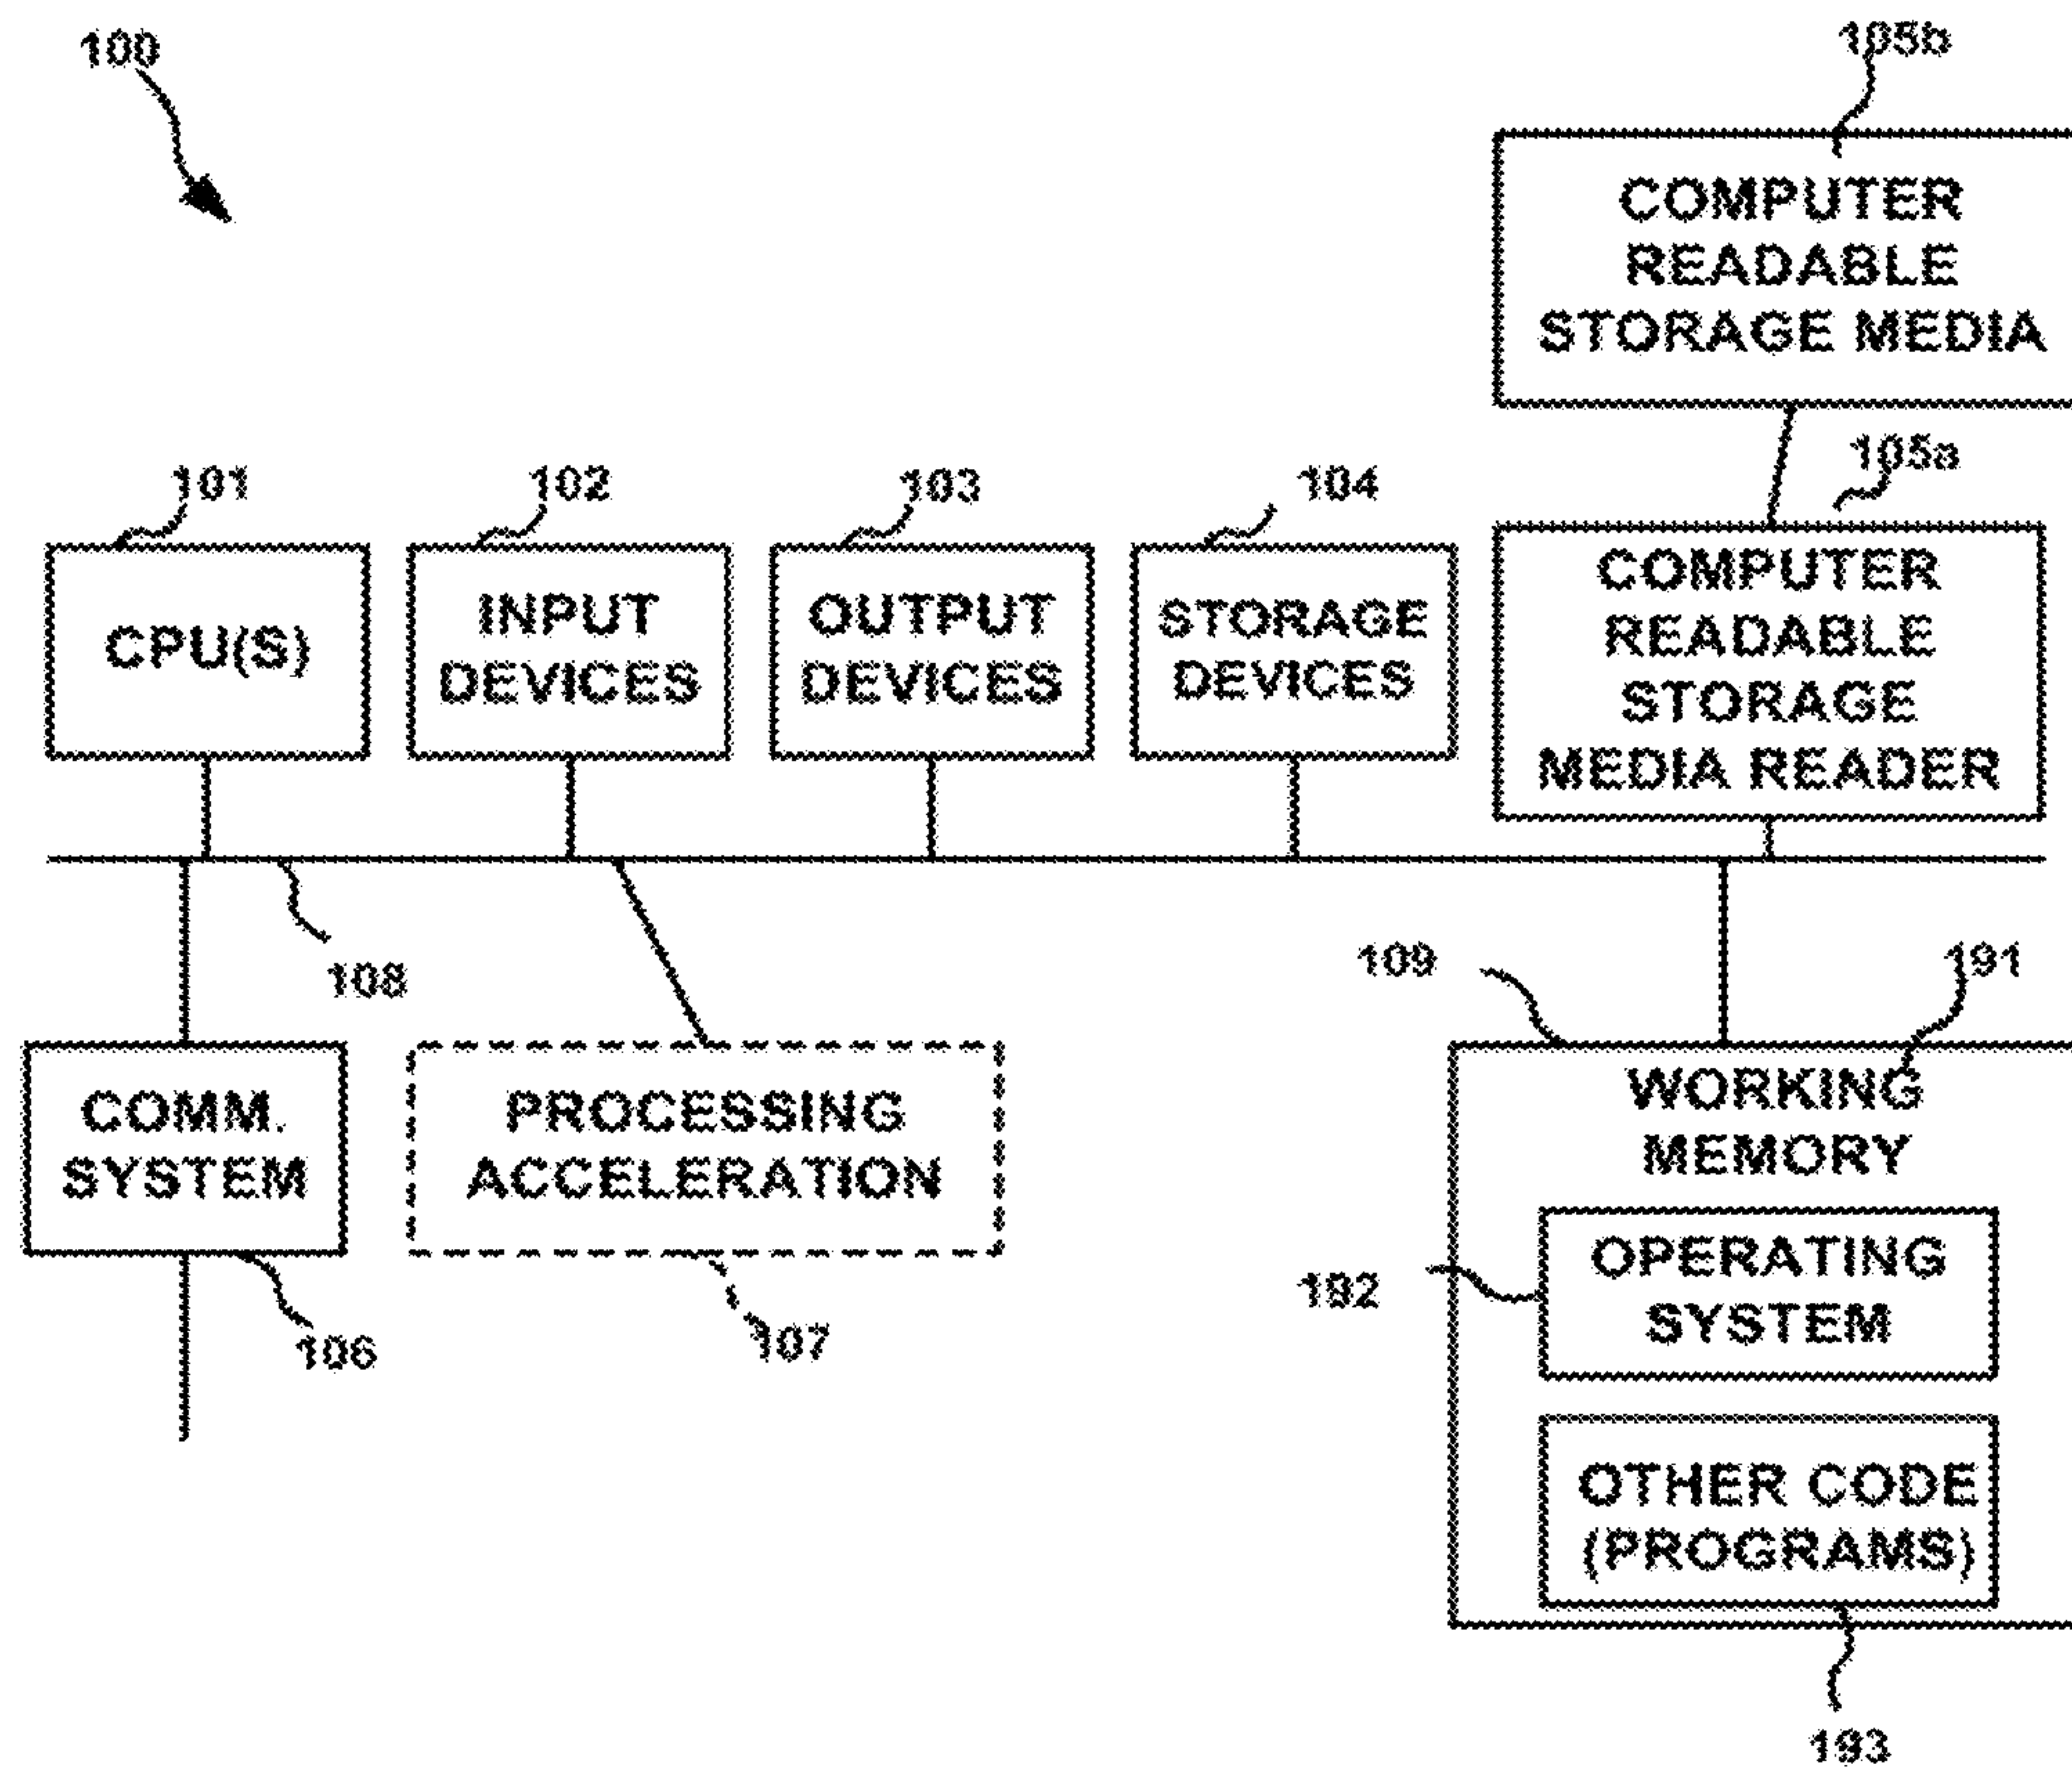 100
105b
COMPUTER
READABLE
STORAGE MEDIA
105a
101
102
103
104
CPU(S)
INPUT
DEVICES
OUTPUT
DEVICES
STORAGE
DEVICES
COMPUTER
READABLE
STORAGE
MEDIA READER
108
109
191
COMM.
SYSTEM
PROCESSING
ACCELERATION
WORKING
MEMORY
192
OPERATING
SYSTEM
106
107
OTHER CODE
(PROGRAMS)
193